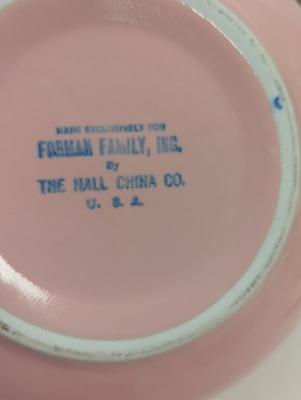 MADE EXCLUSIVELY FOR
FORMAN FAMILY, INC.
By
THE HALL CHINA CO.
U. S. A.